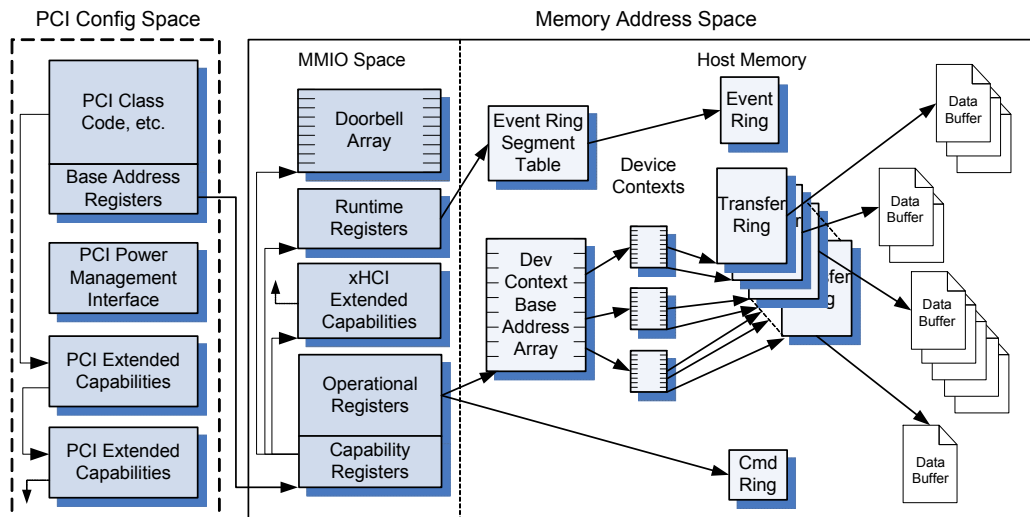 PCI Config Space
PCI Class
Code, etc.
Base Address
Registers
PCI Power
Management
Interface
PCI Extended
Capabilities
PCI Extended
Capabilities
Memory Address Space
MMIO Space
Doorbell
Array
Runtime
Registers
xHCI
Extended
Capabilities
Operational
Registers
Capability
Registers
Host Memory
Event Ring
Segment
Table
Event
Ring
Device
Contexts
Dev
Context
Base
Address
Array
Transfer
Ring
Cmd
Ring
Data
Buffer
Data
Buffer
Data
Buffer
Data
Buffer